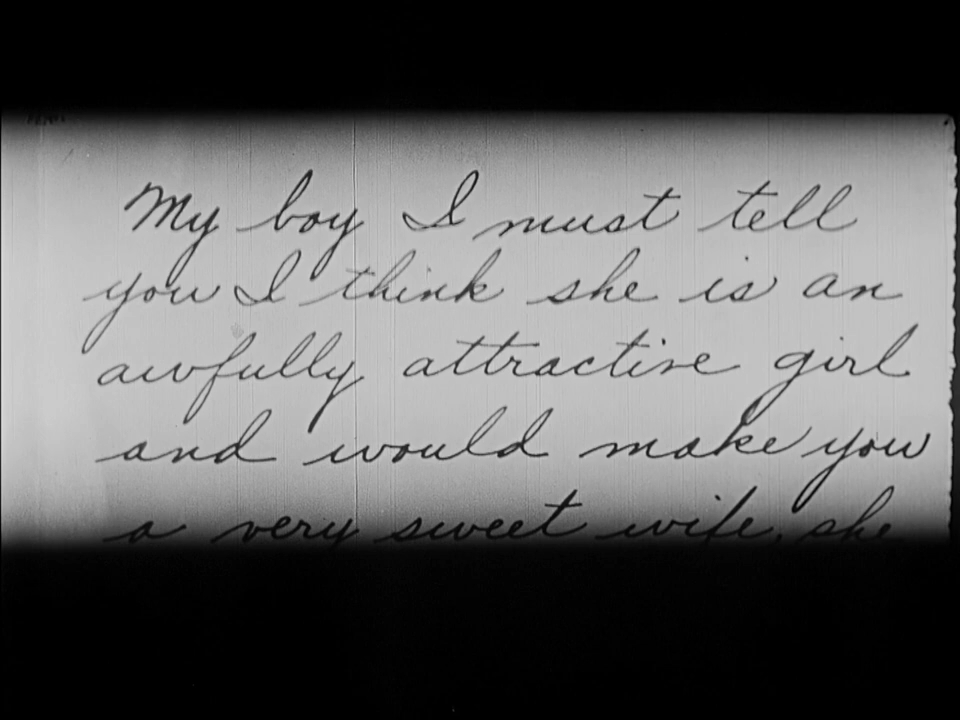 My boy I must tell
you I think she is an
awfully attractive girl
and would make you
a very sweet wife, she